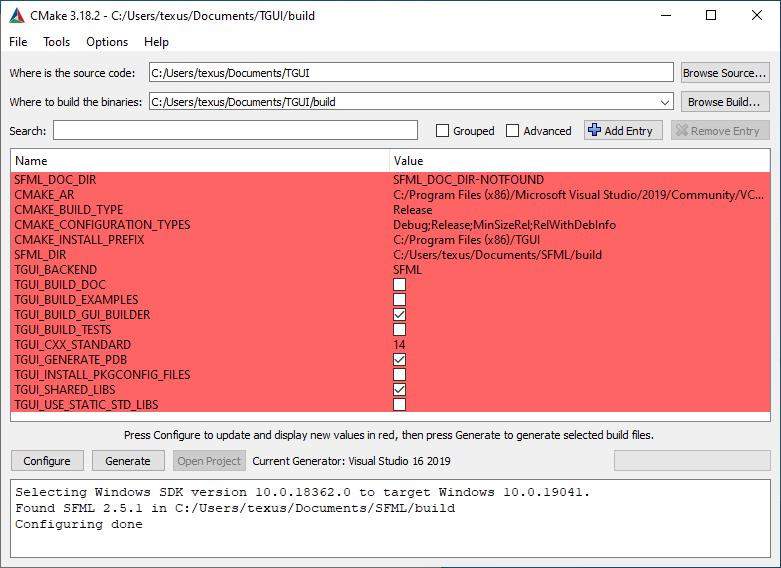 CMake 3.18.2 - C:/Users/texus/Documents/TGUI/build
File Tools Options Help
Where is the source code: C:/Users/texus/Documents/TGUI Browse Source...
Where to build the binaries: C:/Users/texus/Documents/TGUI/build Browse Build...
Search: Grouped Advanced Add Entry Remove Entry
Name Value
SFML_DOC_DIR SFML_DOC_DIR-NOTFOUND
CMAKE_AR C:/Program Files (x86)/Microsoft Visual Studio/2019/Community/VC...
CMAKE_BUILD_TYPE Release
CMAKE_CONFIGURATION_TYPES Debug;Release;MinSizeRel;RelWithDebInfo
CMAKE_INSTALL_PREFIX C:/Program Files (x86)/TGUI
SFML_DIR C:/Users/texus/Documents/SFML/build
TGUI_BACKEND SFML
TGUI_BUILD_DOC
TGUI_BUILD_EXAMPLES
TGUI_BUILD_GUI_BUILDER
TGUI_BUILD_TESTS
TGUI_CXX_STANDARD 14
TGUI_GENERATE_PDB
TGUI_INSTALL_PKGCONFIG_FILES
TGUI_SHARED_LIBS
TGUI_USE_STATIC_STD_LIBS
Press Configure to update and display new values in red, then press Generate to generate selected build files.
Configure Generate Open Project Current Generator: Visual Studio 16 2019
Selecting Windows SDK version 10.0.18362.0 to target Windows 10.0.19041.
Found SFML 2.5.1 in C:/Users/texus/Documents/SFML/build
Configuring done